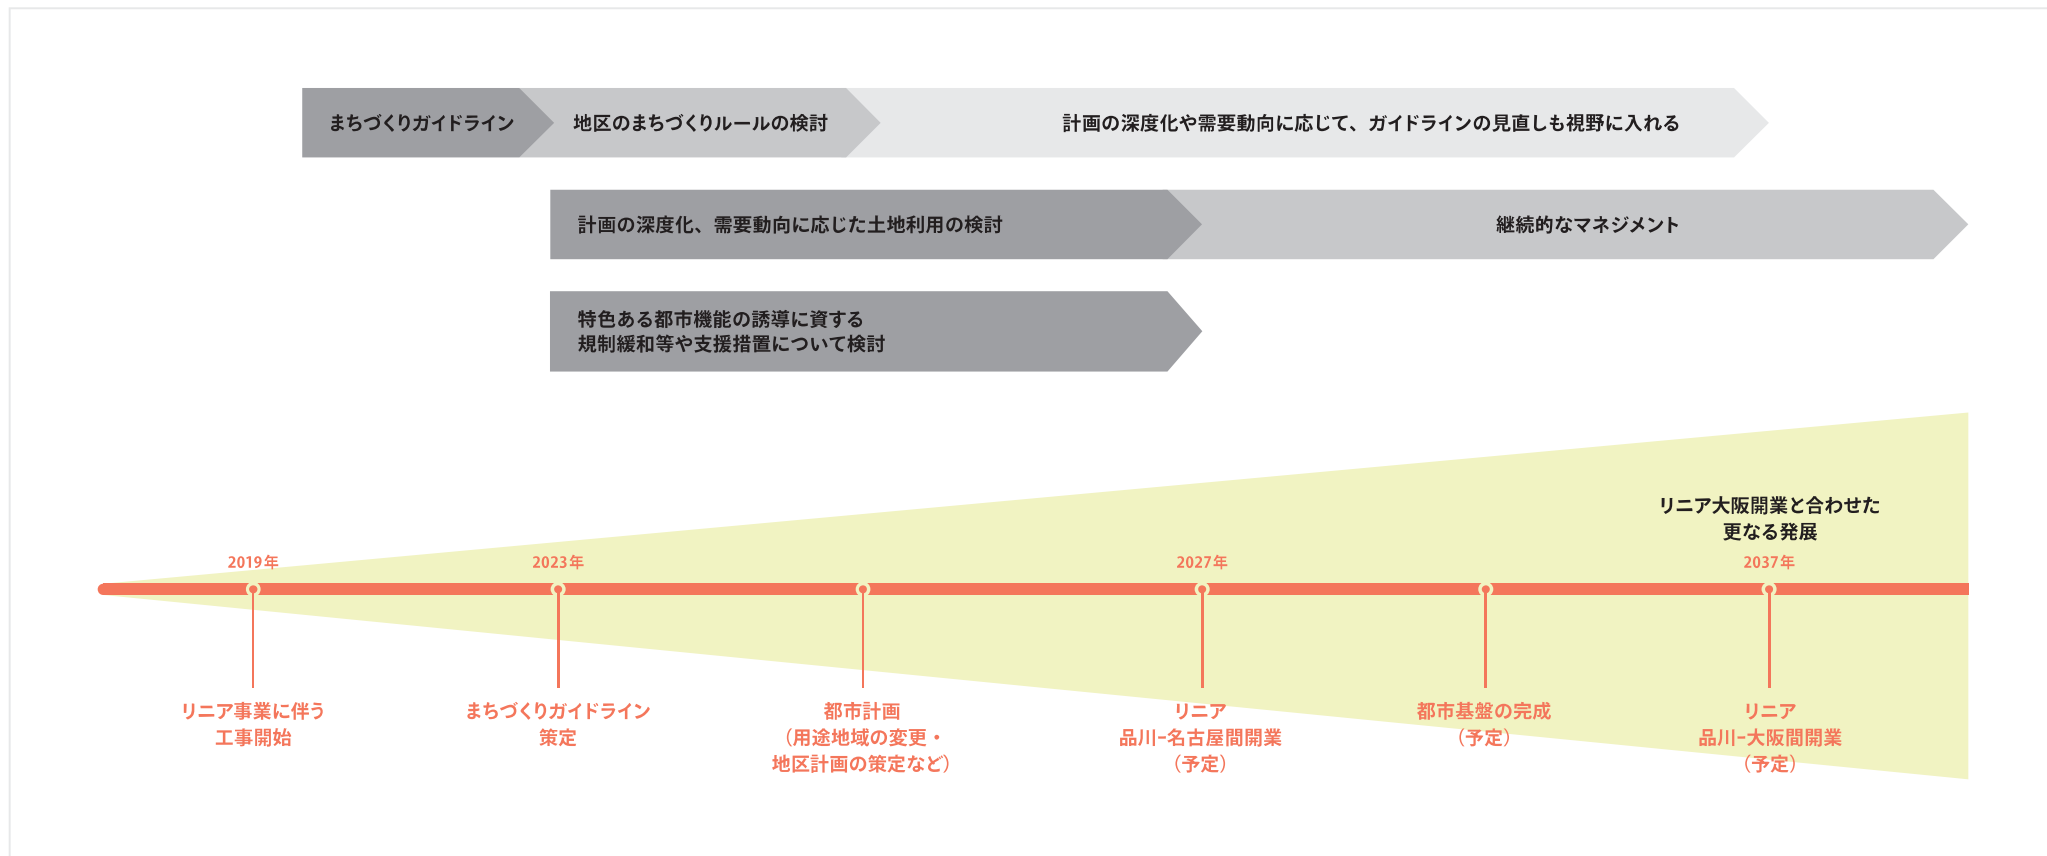 まちづくりガイドライン
地区のまちづくりルールの検討
計画の深度化や需要動向に応じて、ガイドラインの見直しも視野に入れる
計画の深度化、需要動向に応じた土地利用の検討
継続的なマネジメント
特色ある都市機能の誘導に資する
規制緩和等や支援措置について検討
リニア大阪開業と合わせた
更なる発展
2019年
2023年
2027年
2037年
リニア事業に伴う
工事開始
まちづくりガイドライン
策定
都市計画
（用途地域の変更・
地区計画の策定など）
リニア
品川-名古屋間開業
（予定）
都市基盤の完成
（予定）
リニア
品川-大阪間開業
（予定）